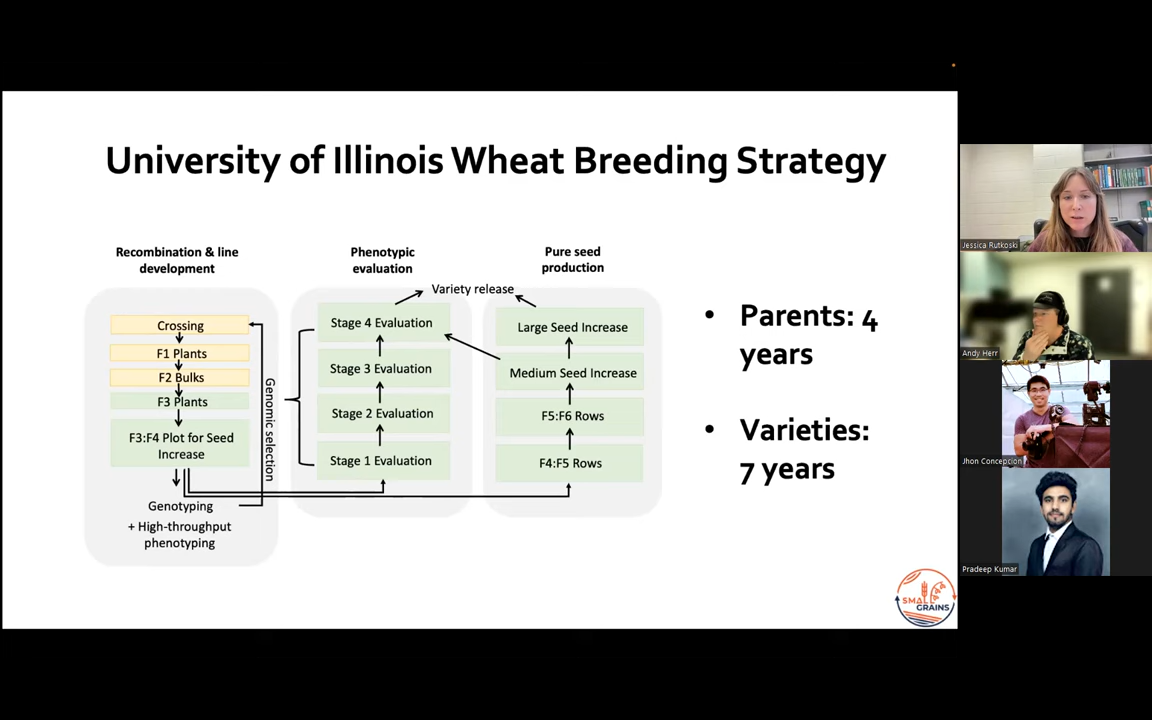 University of Illinois Wheat Breeding Strategy
Recombination & line
development
Crossing
F1 Plants
F2 Bulks
F3 Plants
F3:F4 Plot for Seed
Increase
Genotyping
+ High-throughput
phenotyping
Genomic selection
Phenotypic
evaluation
Variety release
Stage 4 Evaluation
Stage 3 Evaluation
Stage 2 Evaluation
Stage 1 Evaluation
Pure seed
production
Large Seed Increase
Medium Seed Increase
F5:F6 Rows
F4:F5 Rows
• Parents: 4
years
• Varieties:
7 years
SMALL
GRAINS
Jessica Rutkoski
Andy Herr
Jhon Concepcion
Pradeep Kumar